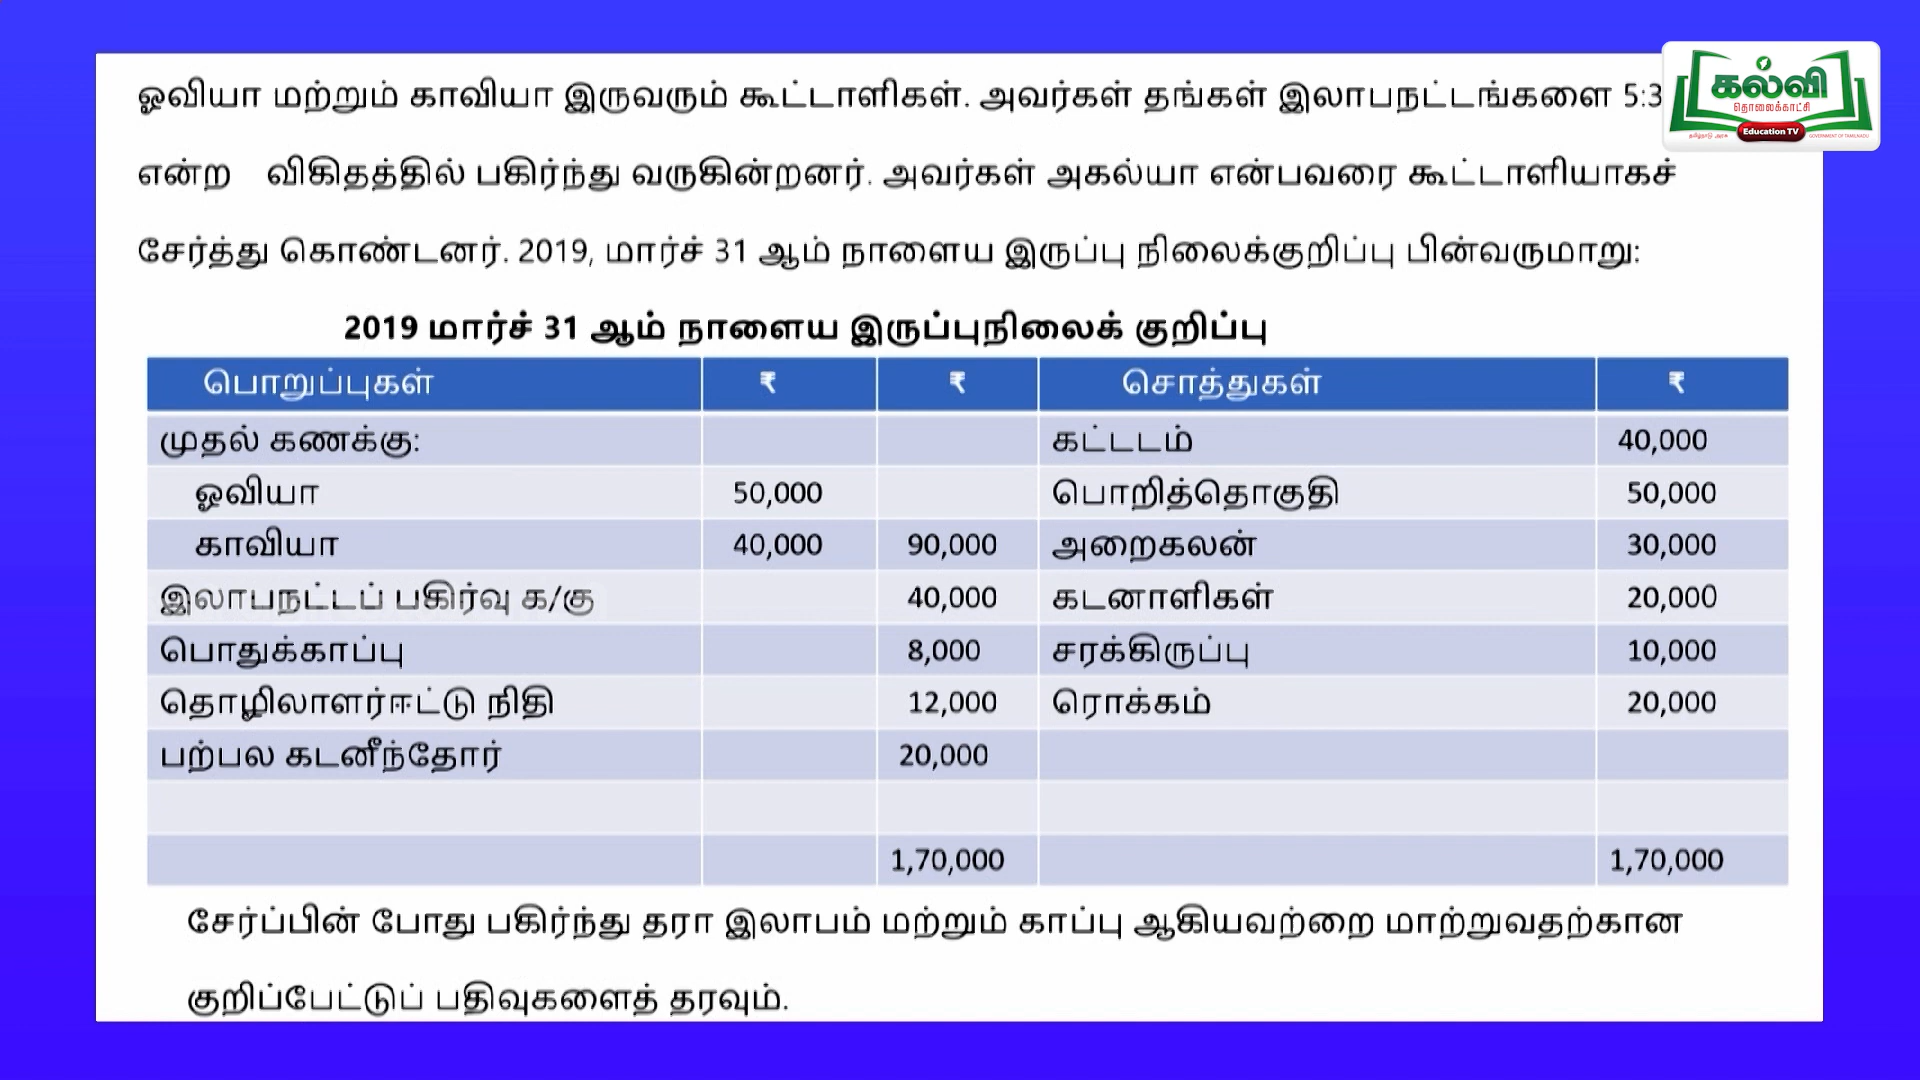 ஓவியா மற்றும் காவியா இருவரும் கூட்டாளிகள். அவர்கள் தங்கள் இலாபநட்டங்களை 5:3
என்ற விகிதத்தில் பகிர்ந்து வருகின்றனர். அவர்கள் அகல்யா என்பவரை கூட்டாளியாகச்
சேர்த்து கொண்டனர். 2019, மார்ச் 31 ஆம் நாளைய இருப்பு நிலைக்குறிப்பு பின்வருமாறு:
2019 மார்ச் 31 ஆம் நாளைய இருப்புநிலைக் குறிப்பு
பொறுப்புகள் ₹ ₹ சொத்துகள் ₹
முதல் கணக்கு: கட்டடம் 40,000
ஓவியா 50,000 பொறித்தொகுதி 50,000
காவியா 40,000 90,000 அறைகலன் 30,000
இலாபநட்டப் பகிர்வு க/கு 40,000 கடனாளிகள் 20,000
பொதுக்காப்பு 8,000 சரக்கிருப்பு 10,000
தொழிலாளர்ஈட்டு நிதி 12,000 ரொக்கம் 20,000
பற்பல கடனீந்தோர் 20,000
1,70,000 1,70,000
சேர்ப்பின் போது பகிர்ந்து தரா இலாபம் மற்றும் காப்பு ஆகியவற்றை மாற்றுவதற்கான
குறிப்பேட்டுப் பதிவுகளைத் தரவும்.
கல்வி
தொலைக்காட்சி
தமிழ்நாடு அரசு Education TV GOVERNMENT OF TAMILNADU